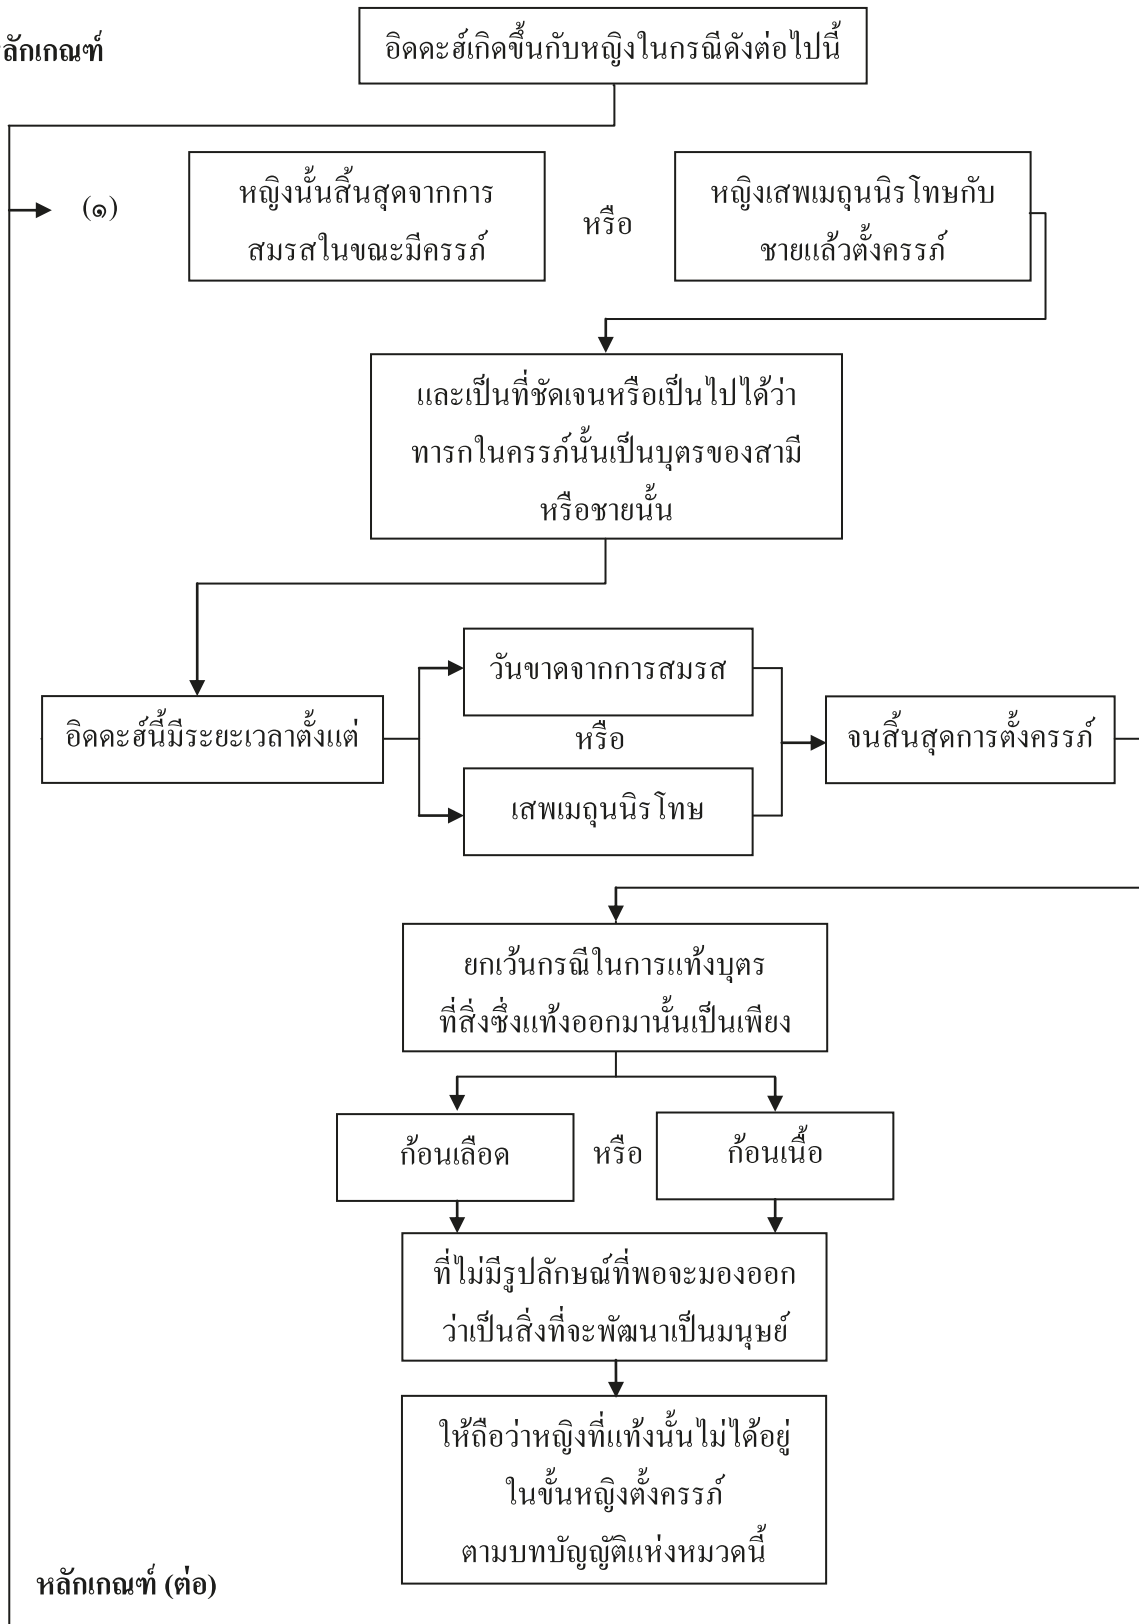 ลักเกณฑ์
อิดดะฮ์เกิดขึ้นกับหญิงในกรณีดังต่อไปนี้
(๑)
หญิงนั้นสิ้นสุดจากการ
สมรสในขณะมีครรภ์
หรือ
หญิงเสพเมถุนนิรโทษกับ
ชายแล้วตั้งครรภ์
และเป็นที่ชัดเจนหรือเป็นไปได้ว่า
ทารกในครรภ์นั้นเป็นบุตรของสามี
หรือชายนั้น
อิดดะฮ์นี้มีระยะเวลาตั้งแต่
วันขาดจากการสมรส
หรือ
เสพเมถุนนิรโทษ
จนสิ้นสุดการตั้งครรภ์
ยกเว้นกรณีในการแท้งบุตร
ที่สิ่งซึ่งแท้งออกมานั้นเป็นเพียง
ก้อนเลือด
หรือ
ก้อนเนื้อ
ที่ไม่มีรูปลักษณ์ที่พอจะมองออก
ว่าเป็นสิ่งที่จะพัฒนาเป็นมนุษย์
ให้ถือว่าหญิงที่แท้งนั้นไม่ได้อยู่
ในขั้นหญิงตั้งครรภ์
ตามบทบัญญัติแห่งหมวดนี้
หลักเกณฑ์ (ต่อ)